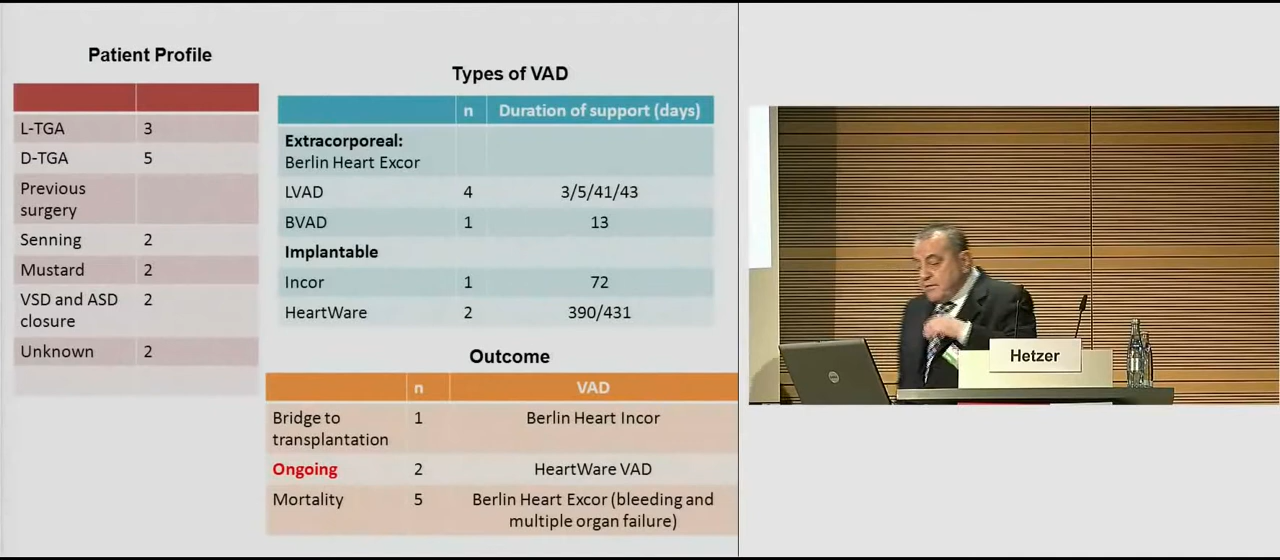 Patient Profile
L-TGA 3
D-TGA 5
Previous
surgery
Senning 2
Mustard 2
VSD and ASD 2
closure
Unknown 2
Types of VAD
n Duration of support (days)
Extracorporeal:
Berlin Heart Excor
LVAD 4 3/5/41/43
BVAD 1 13
Implantable
Incor 1 72
HeartWare 2 390/431
Outcome
n VAD
Bridge to 1 Berlin Heart Incor
transplantation
Ongoing 2 HeartWare VAD
Mortality 5 Berlin Heart Excor (bleeding and
multiple organ failure)
Hetzer